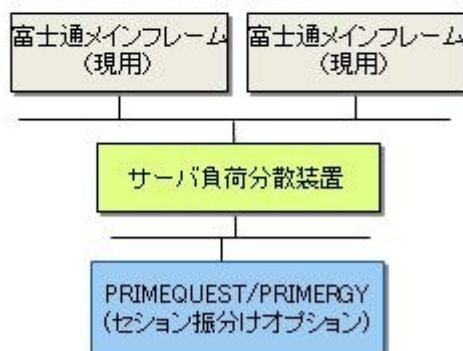 富士通メインフレーム
(現用)
富士通メインフレーム
(現用)
サーバ負荷分散装置
PRIMEQUEST/PRIMERGY
(セション振分けオプション)